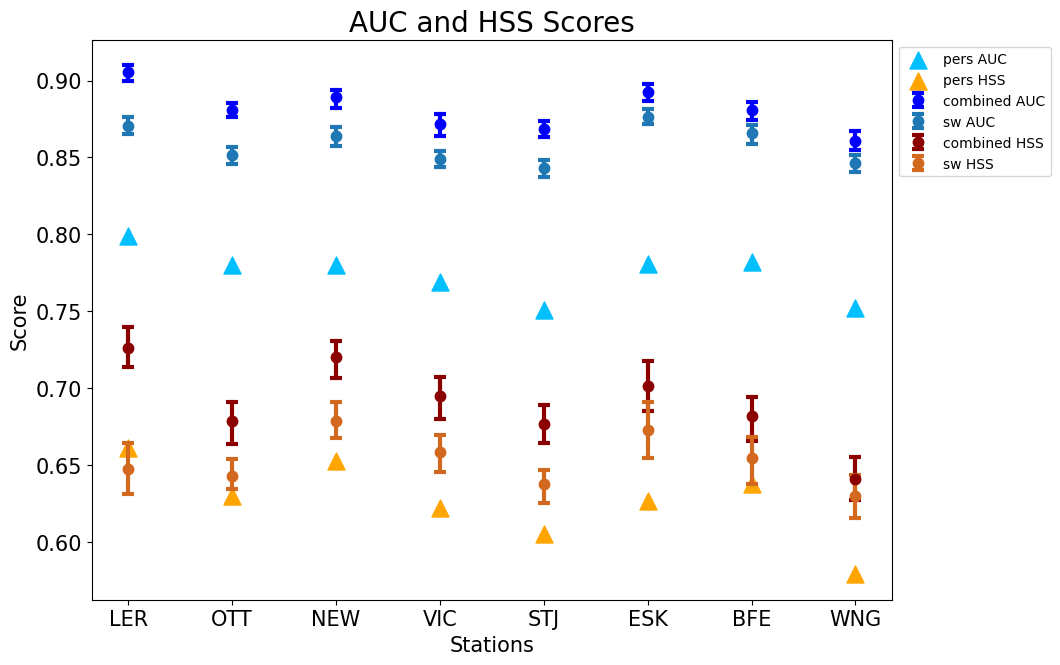 AUC and HSS Scores
0.90
0.85
0.80
0.75
0.70
0.65
0.60
Score
LER OTT NEW VIC STJ ESK BFE WNG
Stations
pers AUC
pers HSS
combined AUC
sw AUC
combined HSS
sw HSS